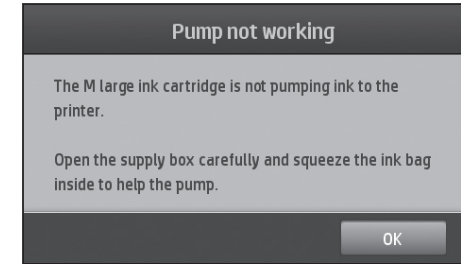 Pump not working
The M large ink cartridge is not pumping ink to the
printer.
Open the supply box carefully and squeeze the ink bag
inside to help the pump.
OK